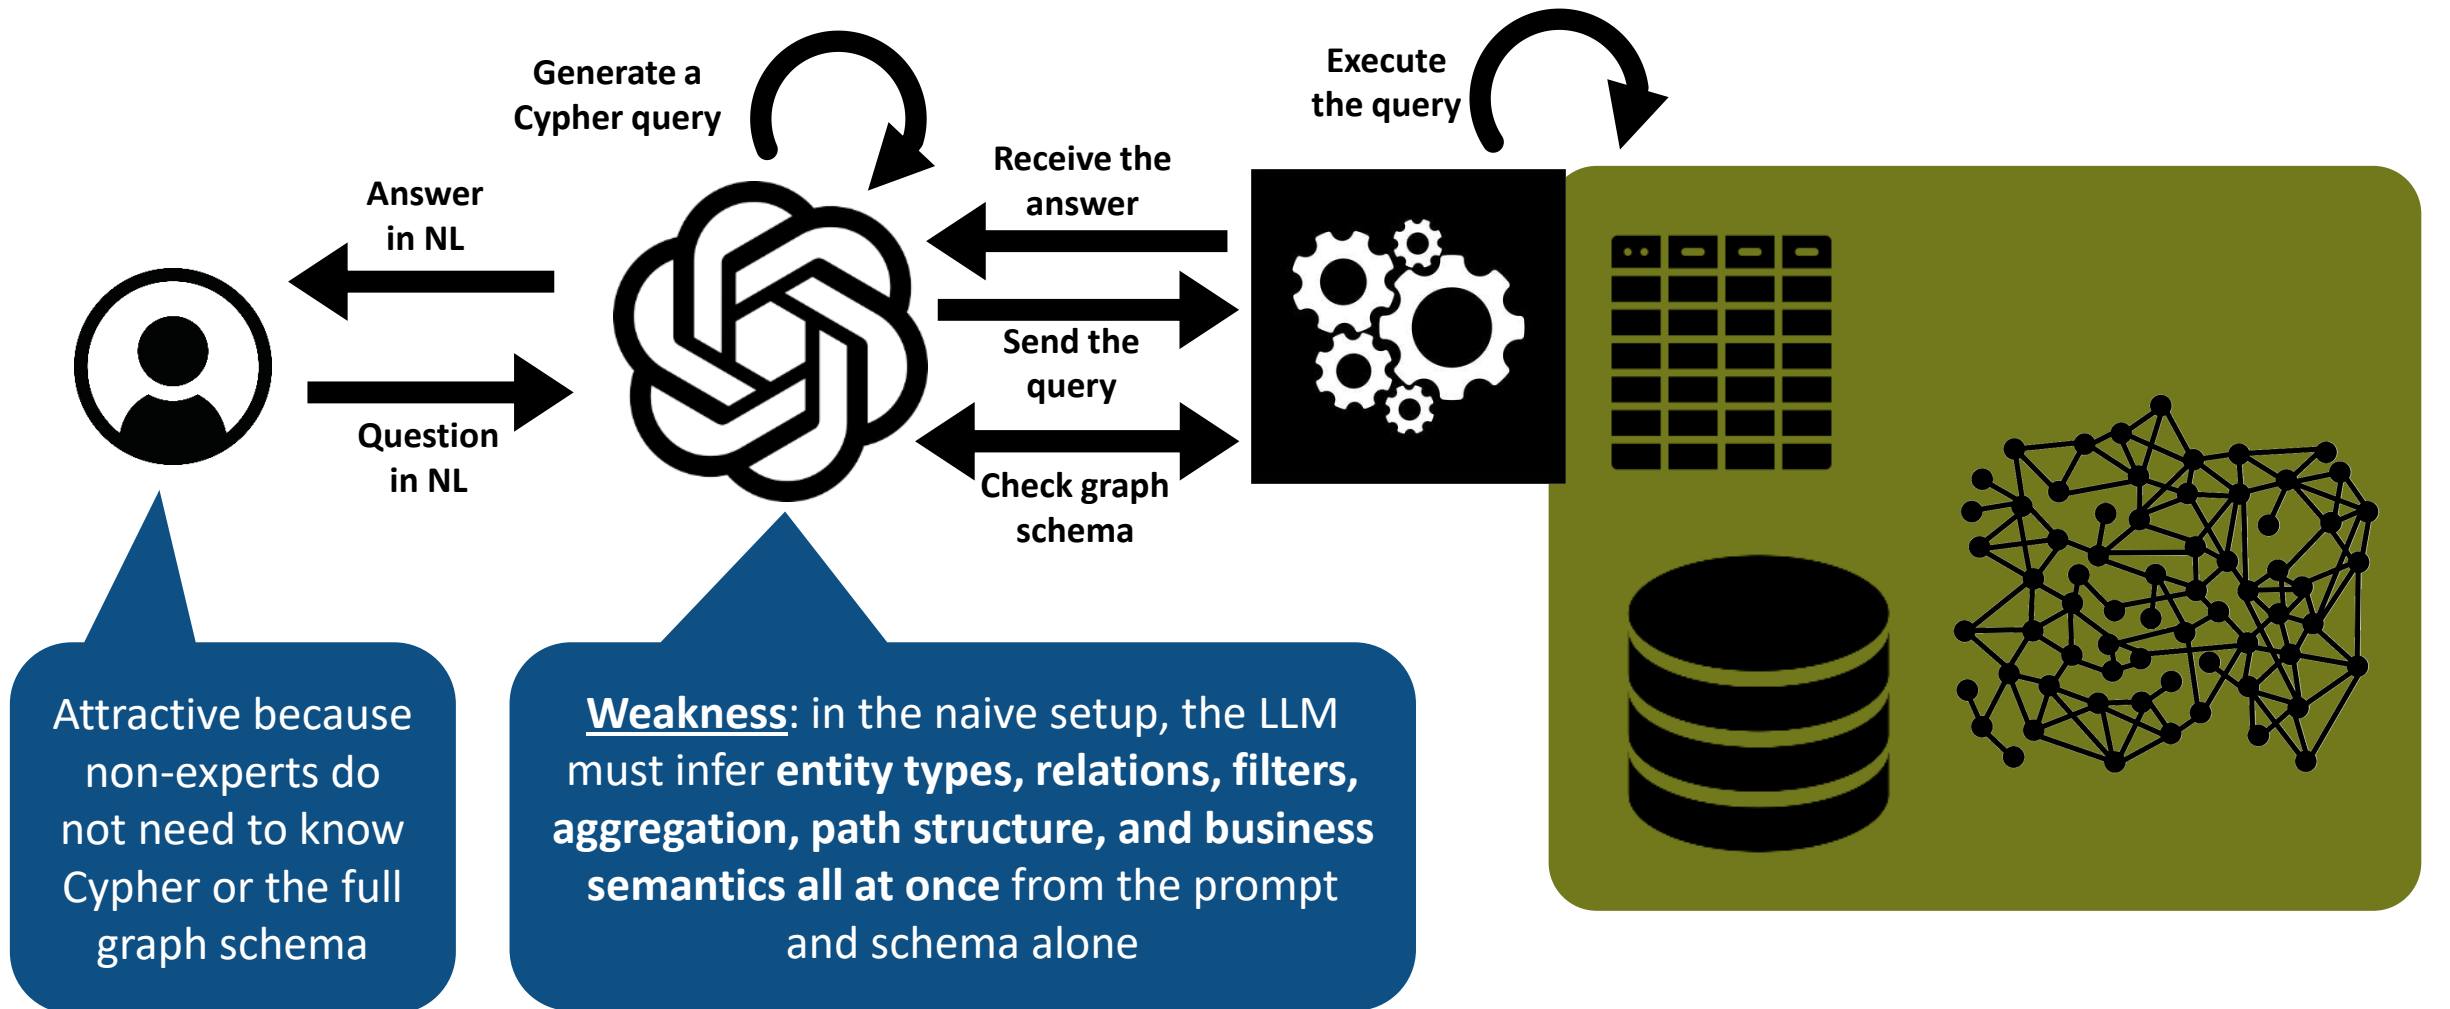 Generate a
Cypher query
Execute
the query
Answer
in NL
Receive the
answer
Question
in NL
Send the
query
Check graph
schema
Attractive because
non-experts do
not need to know
Cypher or the full
graph schema
Weakness: in the naive setup, the LLM
must infer entity types, relations, filters,
aggregation, path structure, and business
semantics all at once from the prompt
and schema alone